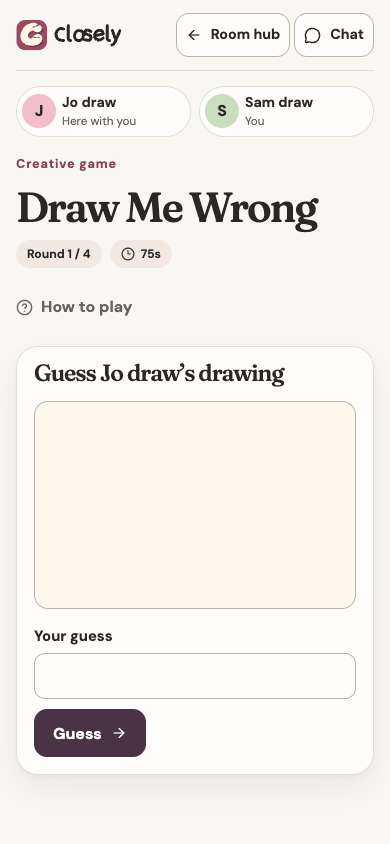 Closely
Room hub
Chat
J
Jo draw
Here with you
S
Sam draw
You
Creative game
Draw Me Wrong
Round 1 / 4
75s
How to play
Guess Jo draw’s drawing
Your guess
Guess